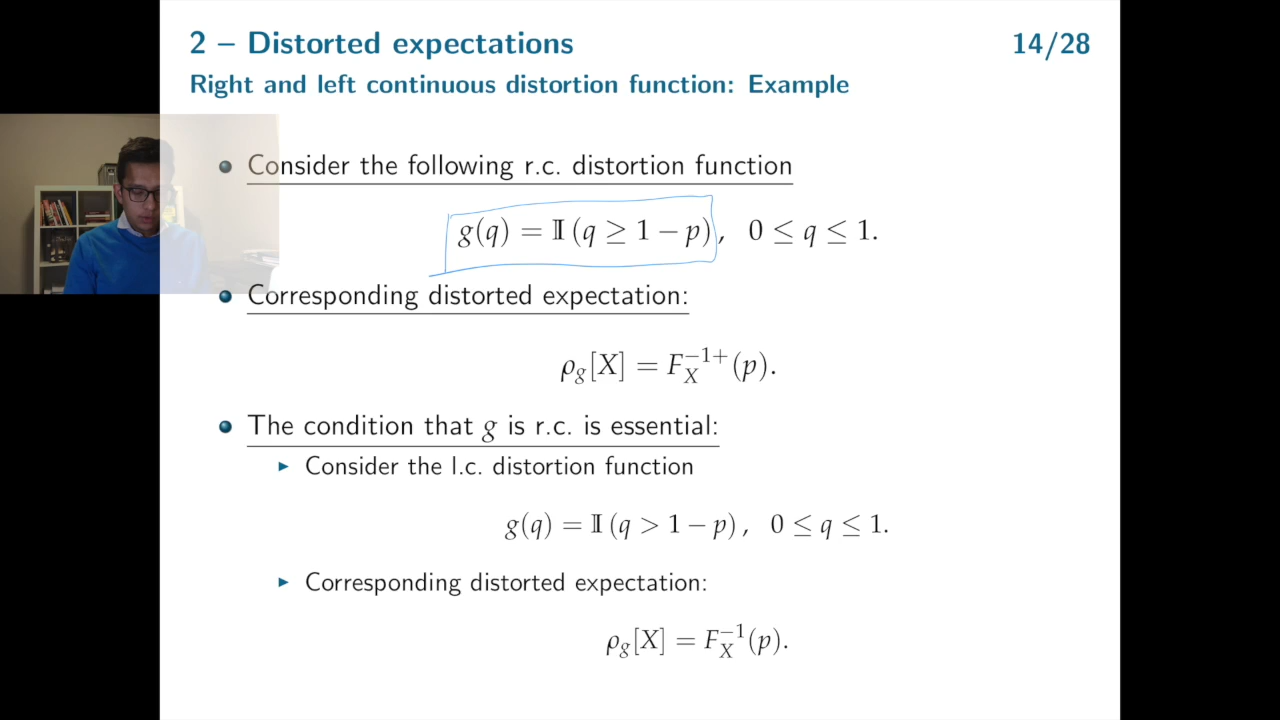 2 – Distorted expectations 14/28
Right and left continuous distortion function: Example
Consider the following r.c. distortion function
g(q) = 𝕀 (q ≥ 1 − p), 0 ≤ q ≤ 1.
Corresponding distorted expectation:
ρ_g[X] = F_X^{−1+}(p).
The condition that g is r.c. is essential:
Consider the l.c. distortion function
g(q) = 𝕀 (q > 1 − p), 0 ≤ q ≤ 1.
Corresponding distorted expectation:
ρ_g[X] = F_X^{−1}(p).